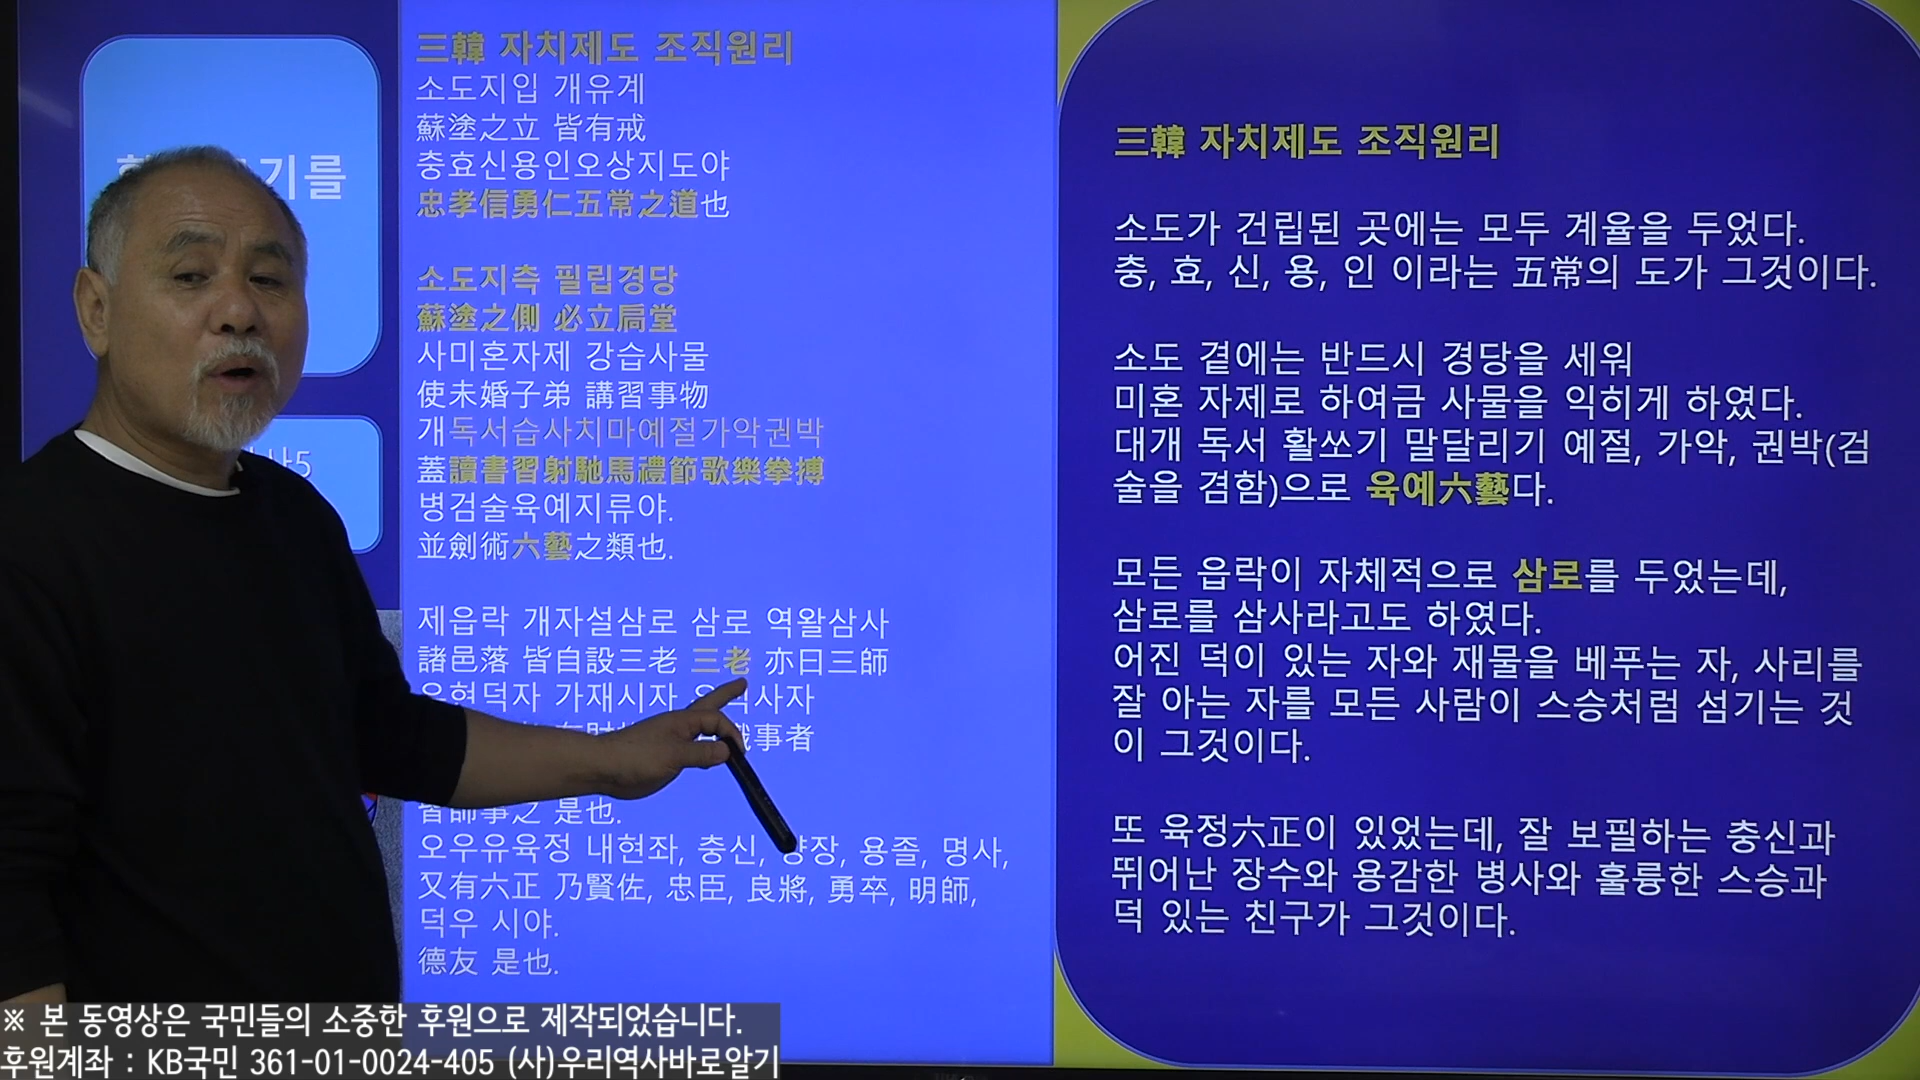 기를
5
三韓 자치제도 조직원리
소도지입 개유계
蘇塗之立 皆有戒
충효신용인오상지도야
忠孝信勇仁五常之道也
소도지측 필립경당
蘇塗之側 必立扃堂
사미혼자제 강습사물
使未婚子弟 講習事物
개독서습사치마예절가악권박
蓋讀書習射馳馬禮節歌樂拳搏
병검술육예지류야.
並劍術六藝之類也.
제읍락 개자설삼로 삼로 역왈삼사
諸邑落 皆自設三老 三老 亦曰三師
유현덕자 가재시자 사자
事者
皆師事之 是也.
오우유육정 내현좌, 충신, 양장, 용졸, 명사,
又有六正 乃賢佐, 忠臣, 良將, 勇卒, 明師,
덕우 시야.
德友 是也.
三韓 자치제도 조직원리
소도가 건립된 곳에는 모두 계율을 두었다.
충, 효, 신, 용, 인 이라는 五常의 도가 그것이다.
소도 곁에는 반드시 경당을 세워
미혼 자제로 하여금 사물을 익히게 하였다.
대개 독서 활쏘기 말달리기 예절, 가악, 권박(검
술을 겸함)으로 육예六藝다.
모든 읍락이 자체적으로 삼로를 두었는데,
삼로를 삼사라고도 하였다.
어진 덕이 있는 자와 재물을 베푸는 자, 사리를
잘 아는 자를 모든 사람이 스승처럼 섬기는 것
이 그것이다.
또 육정六正이 있었는데, 잘 보필하는 충신과
뛰어난 장수와 용감한 병사와 훌륭한 스승과
덕 있는 친구가 그것이다.
※ 본 동영상은 국민들의 소중한 후원으로 제작되었습니다.
후원계좌 : KB국민 361-01-0024-405 (사)우리역사바로알기